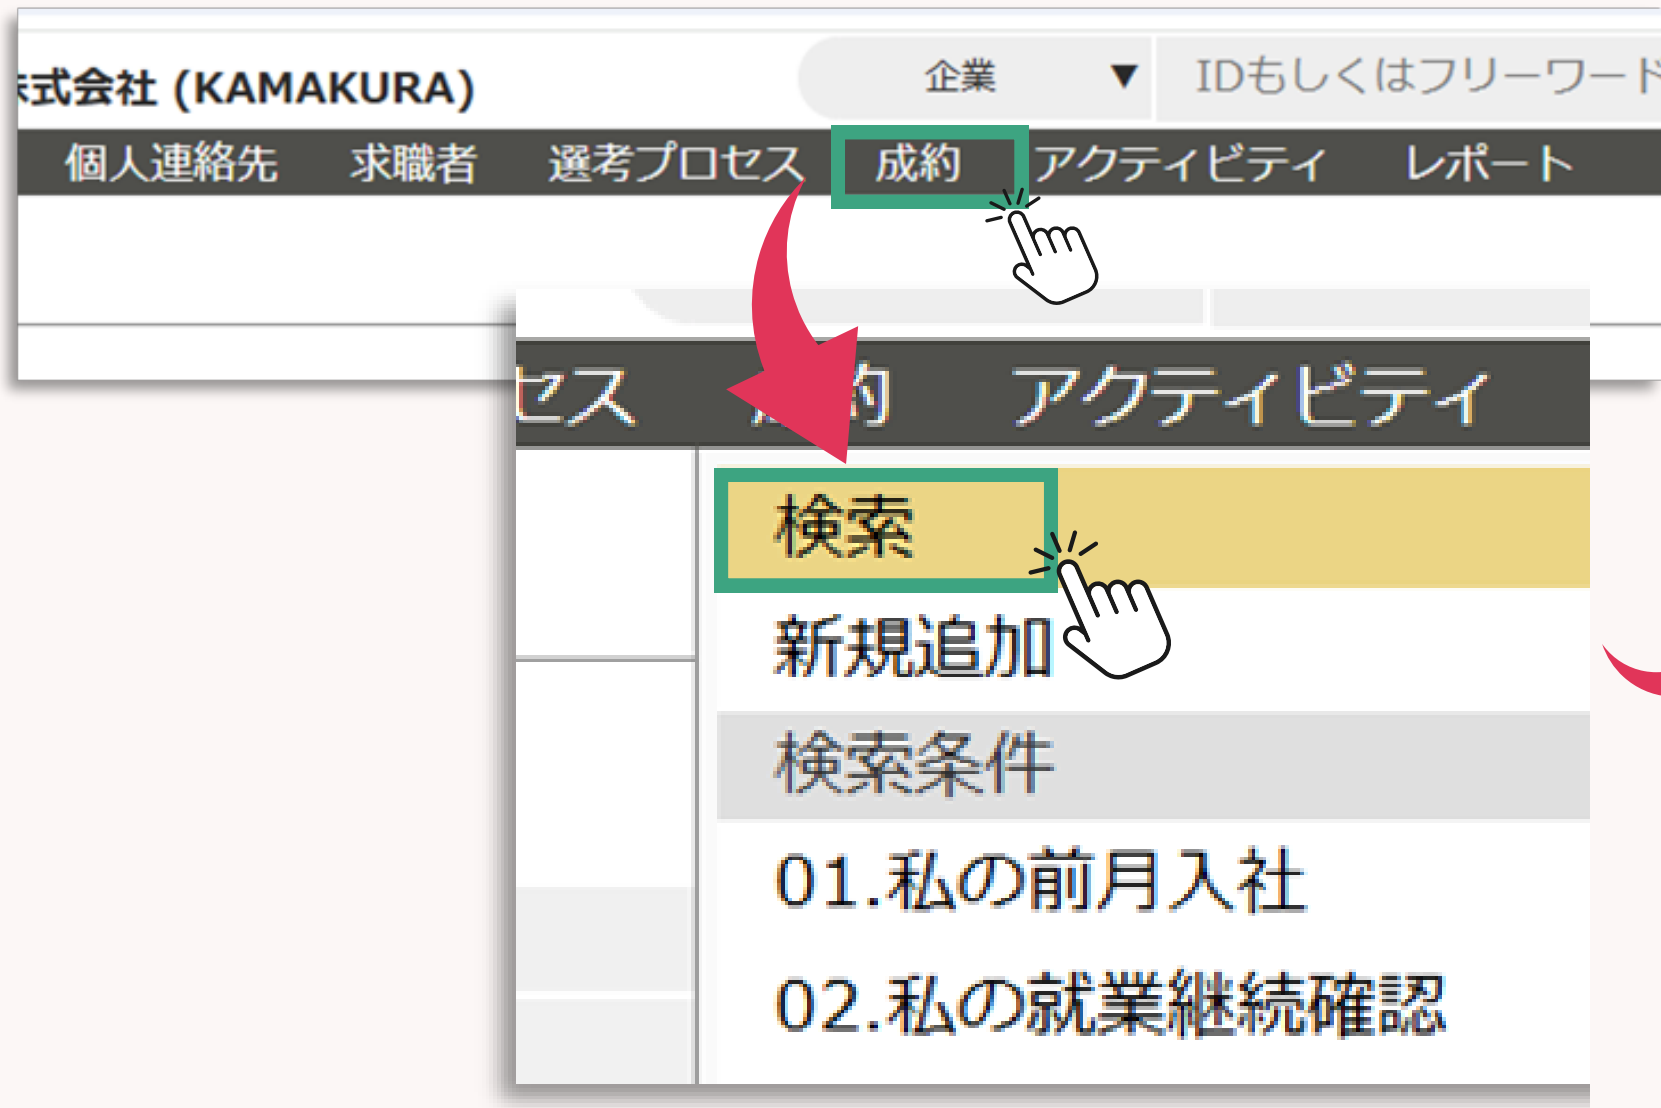 式会社 (KAMAKURA)
企業 ▼ IDもしくはフリーワード
個人連絡先 求職者 選考プロセス 成約 アクティビティ レポート
セス 約 アクティビティ
検索
新規追加
検索条件
01.私の前月入社
02.私の就業継続確認